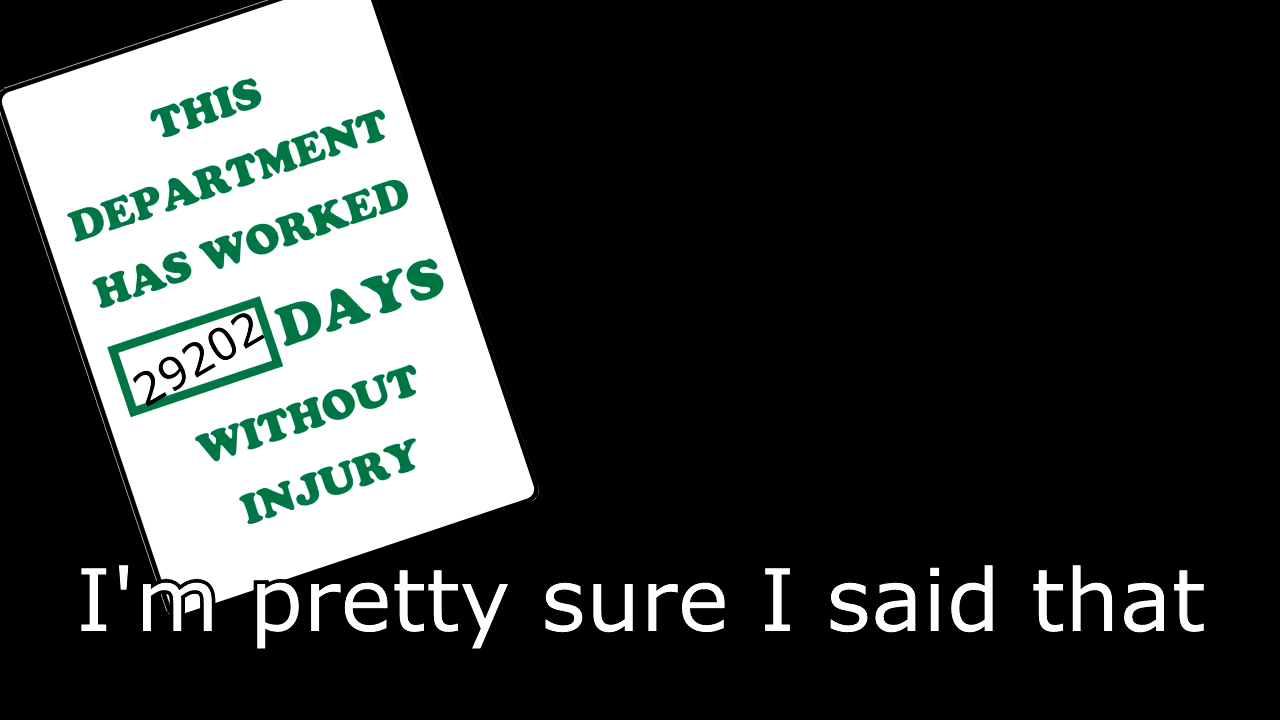 THIS
DEPARTMENT
HAS WORKED
29202 DAYS
WITHOUT
INJURY
I'm pretty sure I said that